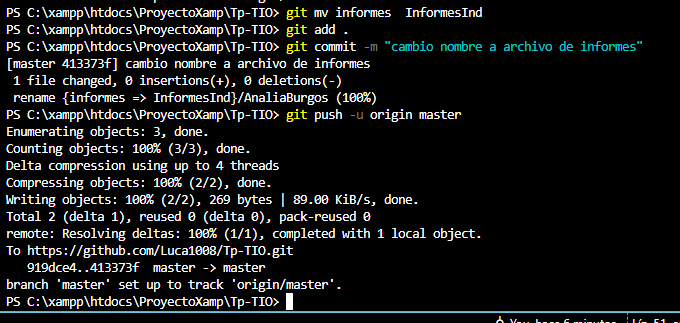 PS C:\xampp\htdocs\ProyectoXamp\Tp-TIO> git mv informes  InformesInd
PS C:\xampp\htdocs\ProyectoXamp\Tp-TIO> git add .
PS C:\xampp\htdocs\ProyectoXamp\Tp-TIO> git commit -m "cambio nombre a archivo de informes"
[master 413373f] cambio nombre a archivo de informes
 1 file changed, 0 insertions(+), 0 deletions(-)
 rename {informes => InformesInd}/AnaliaBurgos (100%)
PS C:\xampp\htdocs\ProyectoXamp\Tp-TIO> git push -u origin master
Enumerating objects: 3, done.
Counting objects: 100% (3/3), done.
Delta compression using up to 4 threads
Compressing objects: 100% (2/2), done.
Writing objects: 100% (2/2), 269 bytes | 89.00 KiB/s, done.
Total 2 (delta 1), reused 0 (delta 0), pack-reused 0
remote: Resolving deltas: 100% (1/1), completed with 1 local object.
To https://github.com/Luca1008/Tp-TIO.git
   919dce4..413373f  master -> master
branch 'master' set up to track 'origin/master'.
PS C:\xampp\htdocs\ProyectoXamp\Tp-TIO>
You, hace 6 minutos